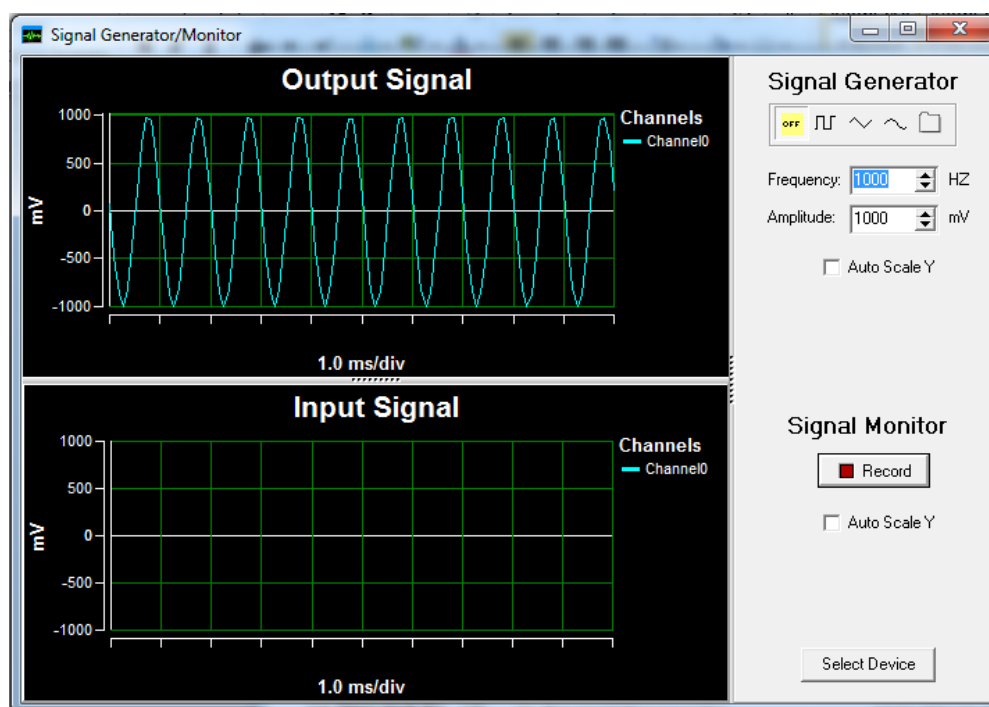 Signal Generator/Monitor
Output Signal
1000
500
0
-500
-1000
mV
Channels
Channel0
1.0 ms/div
Input Signal
1000
500
0
-500
-1000
mV
Channels
Channel0
1.0 ms/div
Signal Generator
OFF
Frequency: 1000 HZ
Amplitude: 1000 mV
Auto Scale Y
Signal Monitor
Record
Auto Scale Y
Select Device